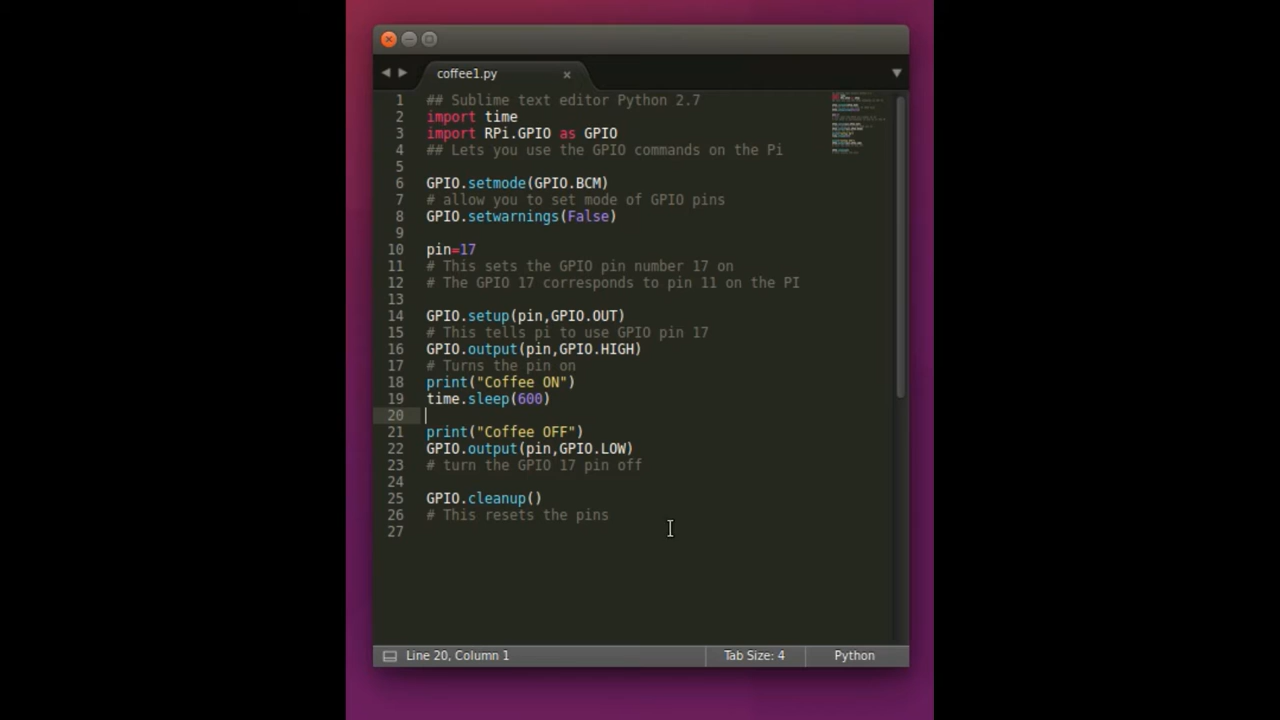 coffee1.py
1 ## Sublime text editor Python 2.7
2 import time
3 import RPi.GPIO as GPIO
4 ## Lets you use the GPIO commands on the Pi
5
6 GPIO.setmode(GPIO.BCM)
7 # allow you to set mode of GPIO pins
8 GPIO.setwarnings(False)
9
10 pin=17
11 # This sets the GPIO pin number 17 on
12 # The GPIO 17 corresponds to pin 11 on the PI
13
14 GPIO.setup(pin,GPIO.OUT)
15 # This tells pi to use GPIO pin 17
16 GPIO.output(pin,GPIO.HIGH)
17 # Turns the pin on
18 print("Coffee ON")
19 time.sleep(600)
20
21 print("Coffee OFF")
22 GPIO.output(pin,GPIO.LOW)
23 # turn the GPIO 17 pin off
24
25 GPIO.cleanup()
26 # This resets the pins
27
Line 20, Column 1 Tab Size: 4 Python